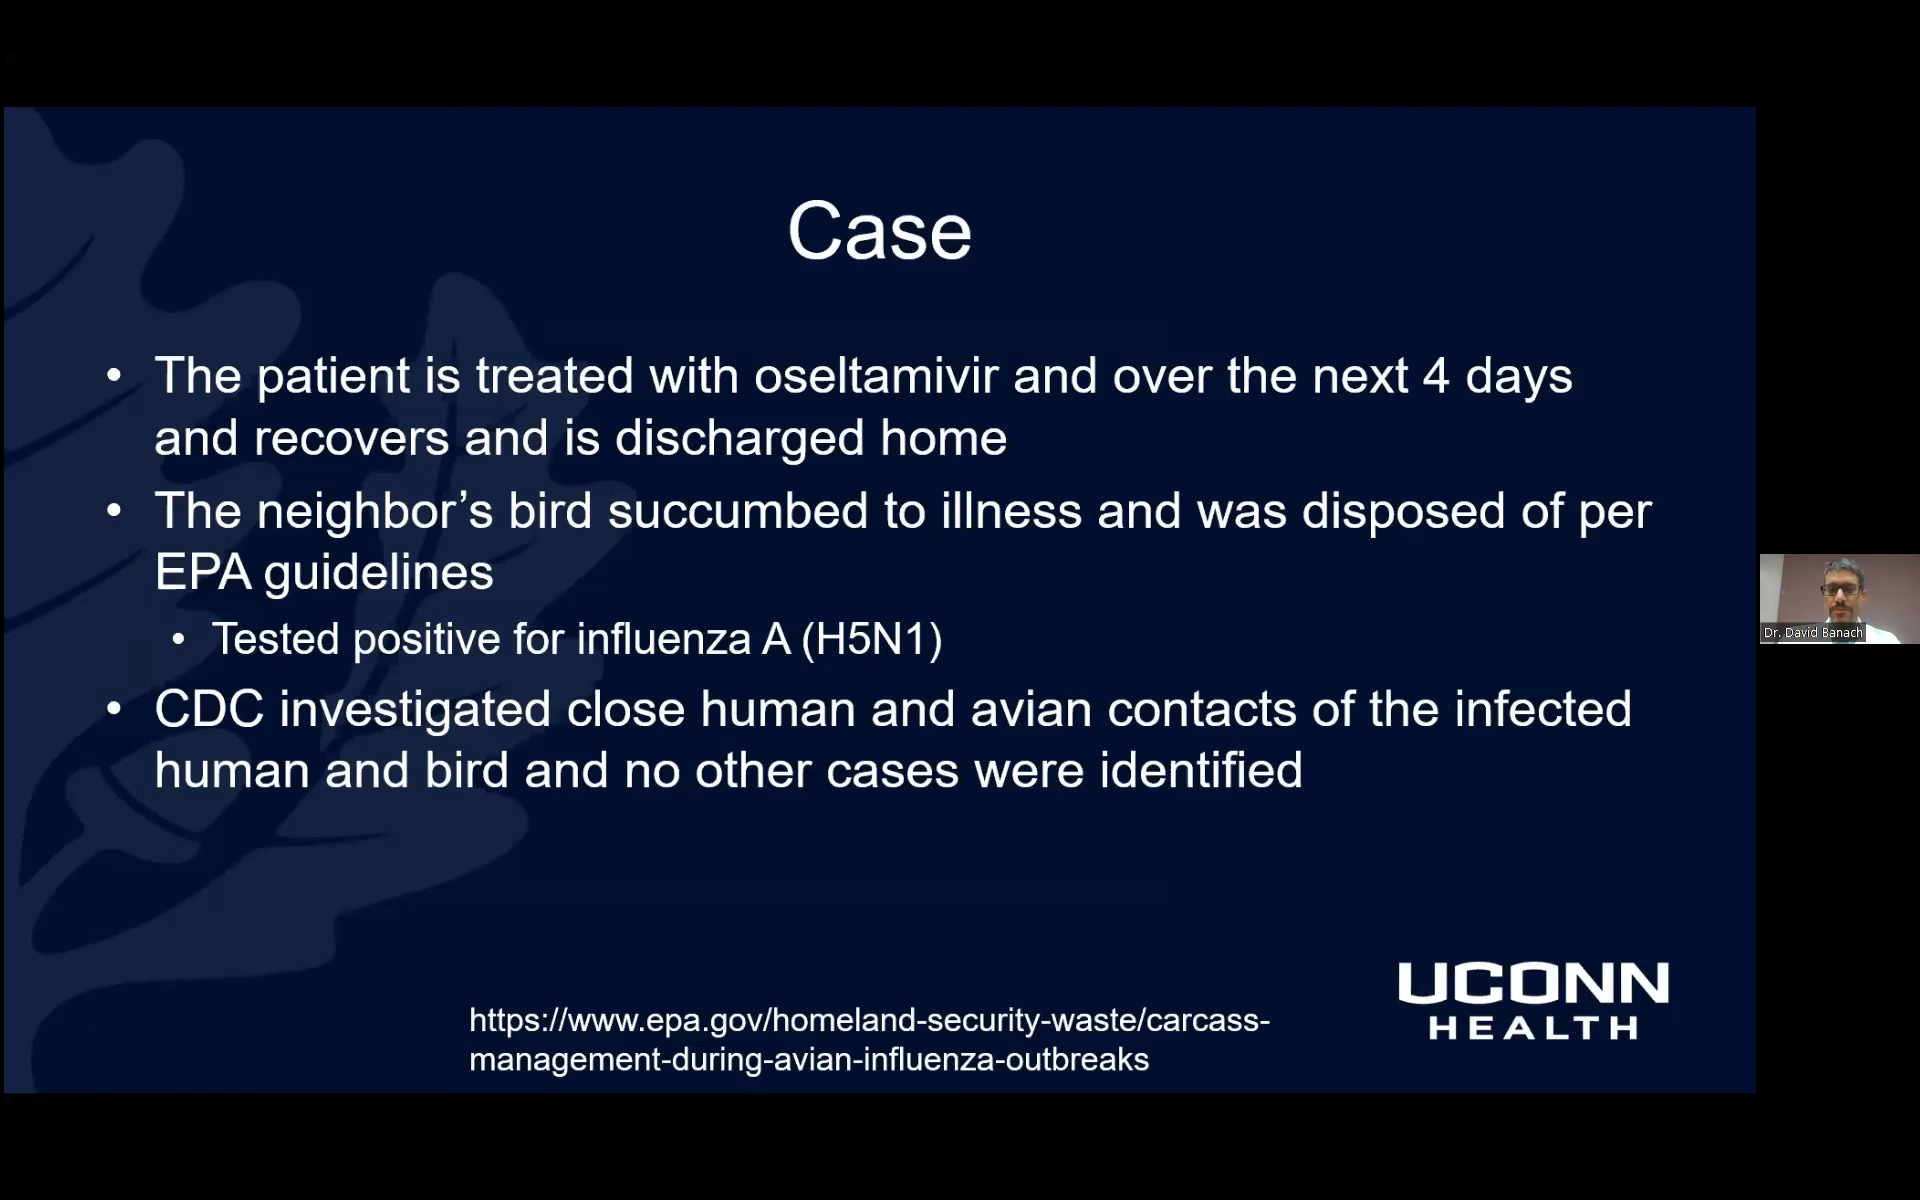 Case
• The patient is treated with oseltamivir and over the next 4 days
and recovers and is discharged home
• The neighbor’s bird succumbed to illness and was disposed of per
EPA guidelines
• Tested positive for influenza A (H5N1)
• CDC investigated close human and avian contacts of the infected
human and bird and no other cases were identified
Dr. David Banach
https://www.epa.gov/homeland-security-waste/carcass-
management-during-avian-influenza-outbreaks
UCONN
HEALTH